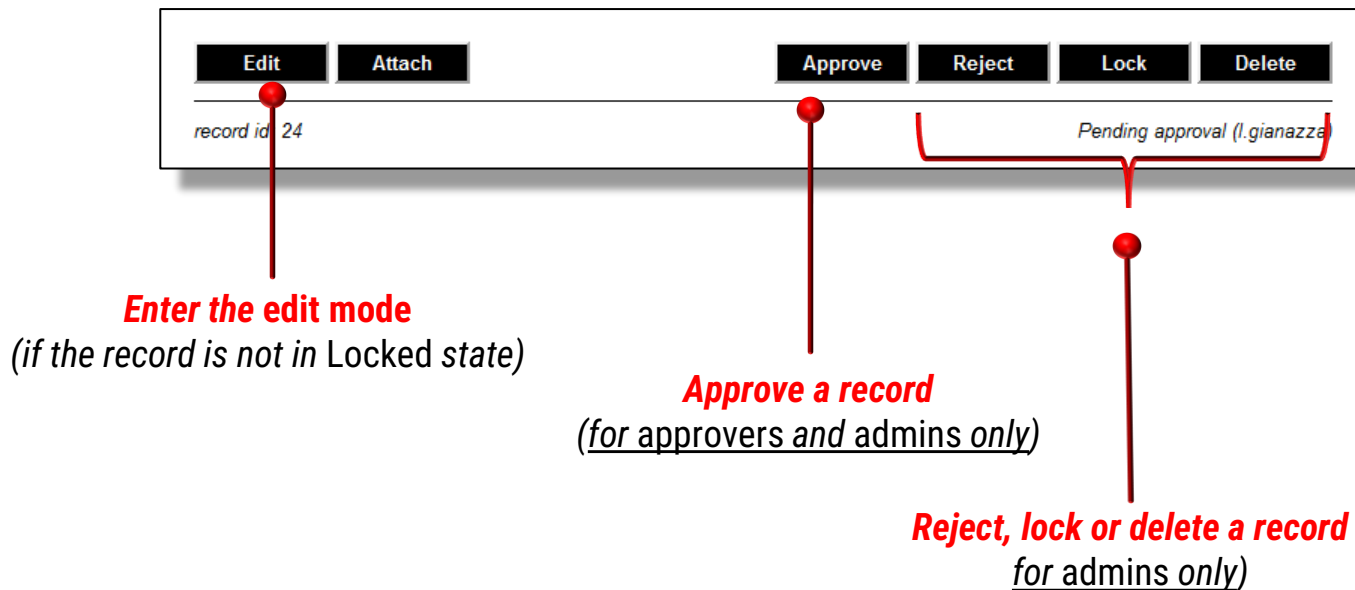 Edit Attach Approve Reject Lock Delete
record id: 24 Pending approval (l.gianazza)
Enter the edit mode
(if the record is not in Locked state)
Approve a record
(for approvers and admins only)
Reject, lock or delete a record
for admins only)